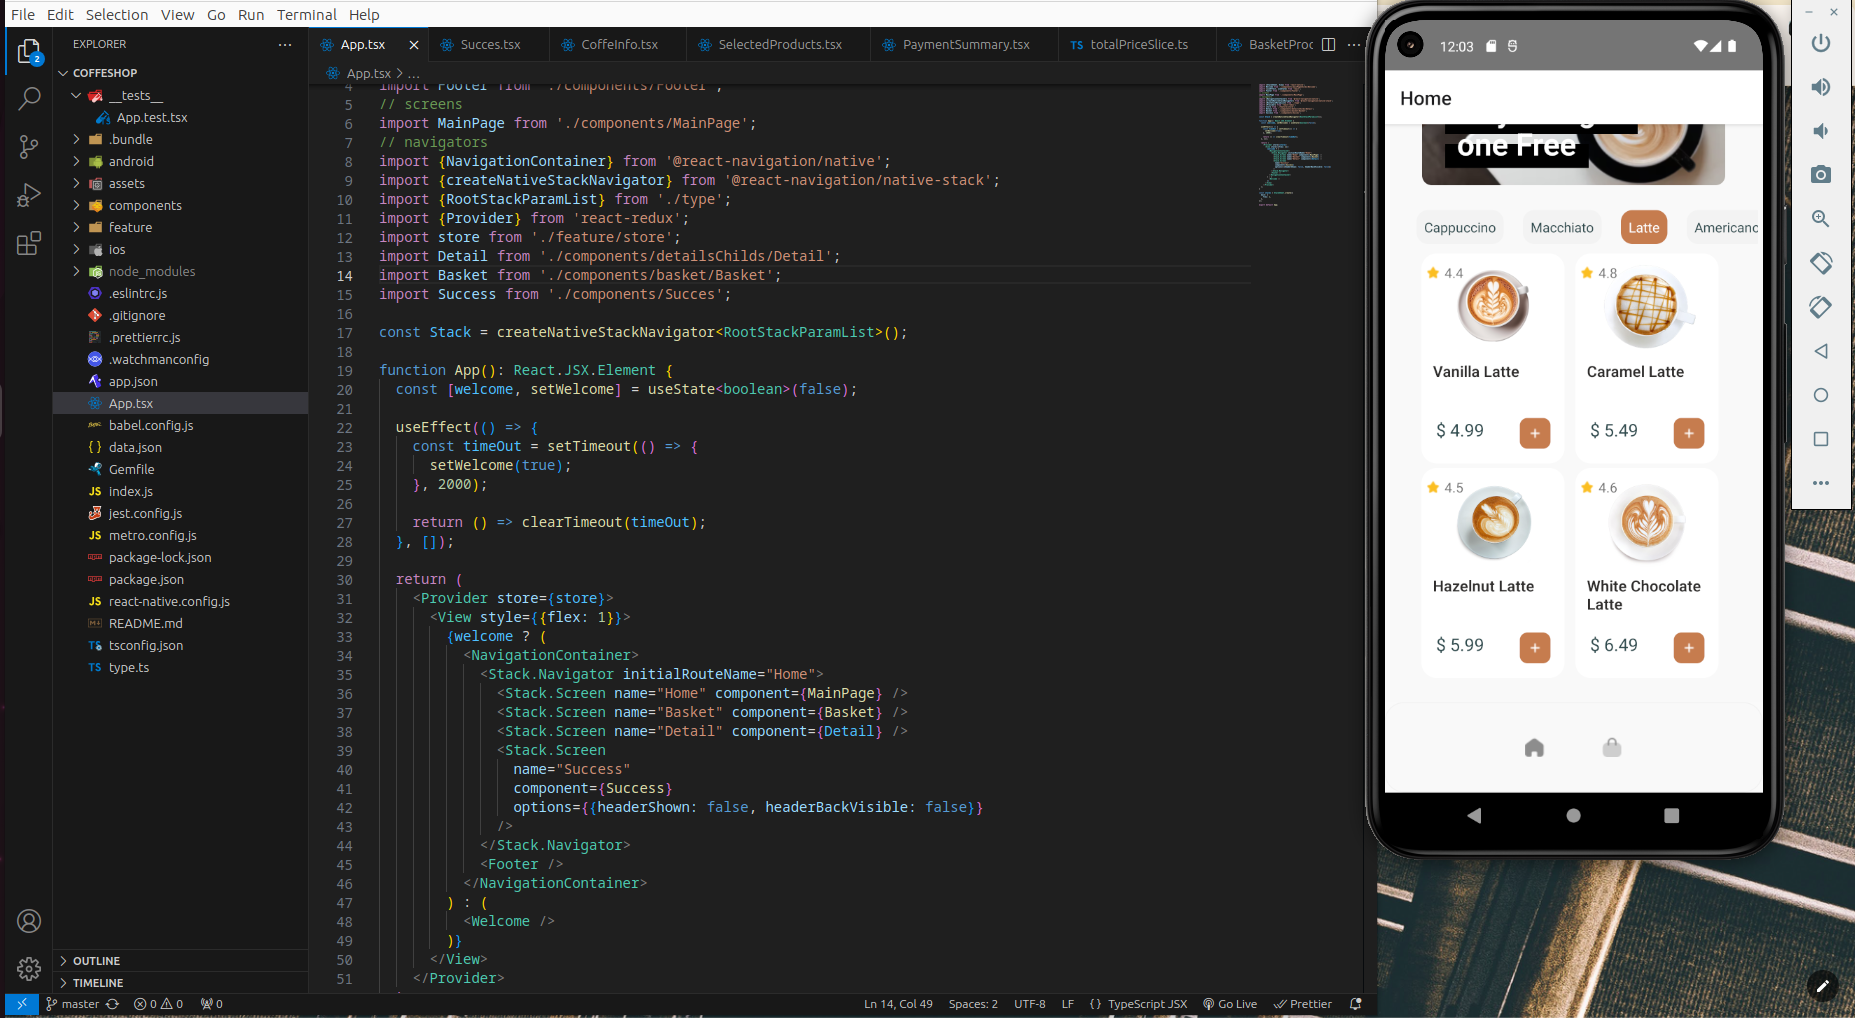 File Edit Selection View Go Run Terminal Help
EXPLORER
COFFESHOP
__tests__
App.test.tsx
.bundle
android
assets
components
feature
ios
node_modules
.eslintrc.js
.gitignore
.prettierrc.js
.watchmanconfig
app.json
App.tsx
babel.config.js
data.json
Gemfile
index.js
jest.config.js
metro.config.js
package-lock.json
package.json
react-native.config.js
README.md
tsconfig.json
type.ts
OUTLINE
TIMELINE
App.tsx Succes.tsx CoffeInfo.tsx SelectedProducts.tsx PaymentSummary.tsx totalPriceSlice.ts BasketProc
App.tsx > ...
4 import Footer from './components/Footer';
5 // screens
6 import MainPage from './components/MainPage';
7 // navigators
8 import {NavigationContainer} from '@react-navigation/native';
9 import {createNativeStackNavigator} from '@react-navigation/native-stack';
10 import {RootStackParamList} from './type';
11 import {Provider} from 'react-redux';
12 import store from './feature/store';
13 import Detail from './components/detailsChilds/Detail';
14 import Basket from './components/basket/Basket';
15 import Success from './components/Succes';
16
17 const Stack = createNativeStackNavigator<RootStackParamList>();
18
19 function App(): React.JSX.Element {
20 const [welcome, setWelcome] = useState<boolean>(false);
21
22 useEffect(() => {
23 const timeOut = setTimeout(() => {
24 setWelcome(true);
25 }, 2000);
26
27 return () => clearTimeout(timeOut);
28 }, []);
29
30 return (
31 <Provider store={store}>
32 <View style={{flex: 1}}>
33 {welcome ? (
34 <NavigationContainer>
35 <Stack.Navigator initialRouteName="Home">
36 <Stack.Screen name="Home" component={MainPage} />
37 <Stack.Screen name="Basket" component={Basket} />
38 <Stack.Screen name="Detail" component={Detail} />
39 <Stack.Screen
40 name="Success"
41 component={Success}
42 options={{headerShown: false, headerBackVisible: false}}
43 />
44 </Stack.Navigator>
45 <Footer />
46 </NavigationContainer>
47 ) : (
48 <Welcome />
49 )}
50 </View>
51 </Provider>
master 0 0 0 Ln 14, Col 49 Spaces: 2 UTF-8 LF {} TypeScript JSX Go Live Prettier
2
12:03
Home
one Free
Cappuccino Macchiato Latte Americano
4.4 4.8
Vanilla Latte Caramel Latte
$ 4.99 + $ 5.49 +
4.5 4.6
Hazelnut Latte White Chocolate
Latte
$ 5.99 + $ 6.49 +